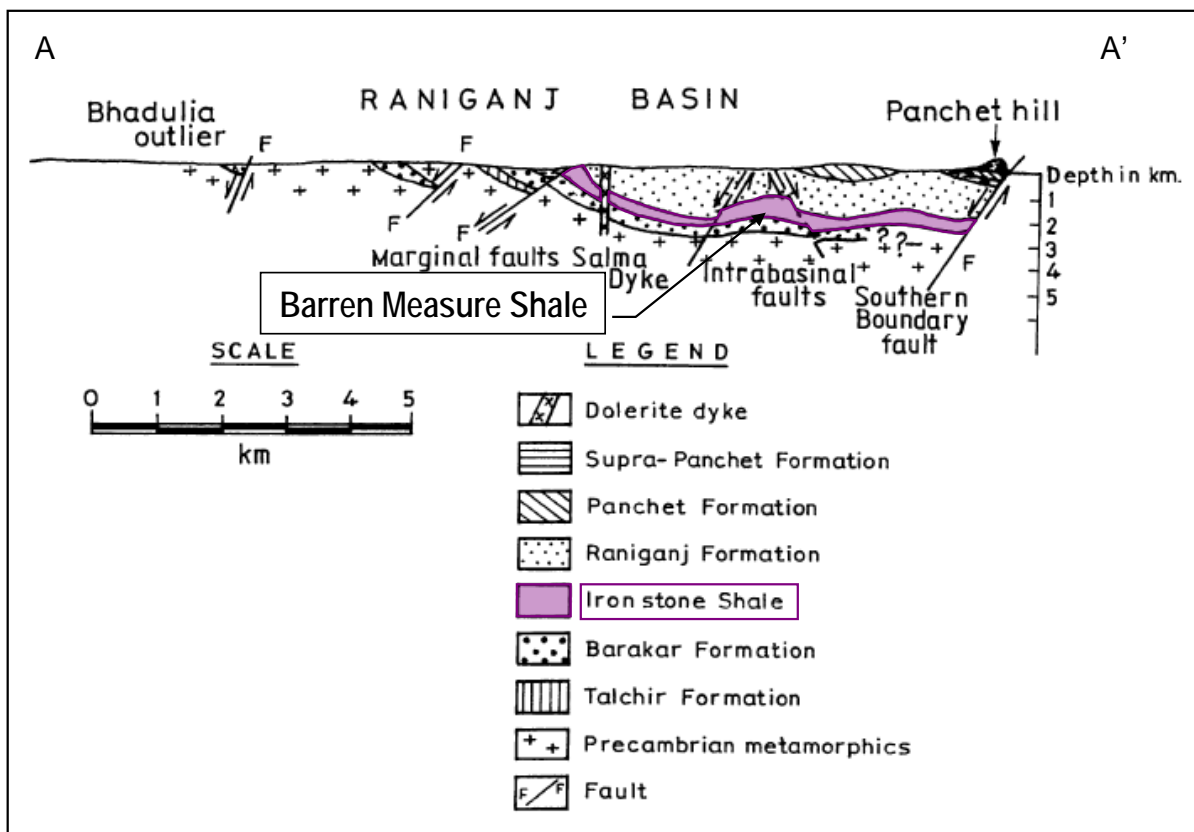 A
A’
RANIGANJ BASIN
Bhadulia
outlier
Panchet hill
F
F
F
F
F
Depth in km.
0
1
2
3
4
5
Marginal faults
Salma
Dyke
Intrabasinal
faults
??-
Southern
Boundary
fault
Barren Measure Shale
SCALE
0 1 2 3 4 5
km
LEGEND
Dolerite dyke
Supra-Panchet Formation
Panchet Formation
Raniganj Formation
Iron stone Shale
Barakar Formation
Talchir Formation
Precambrian metamorphics
F F Fault